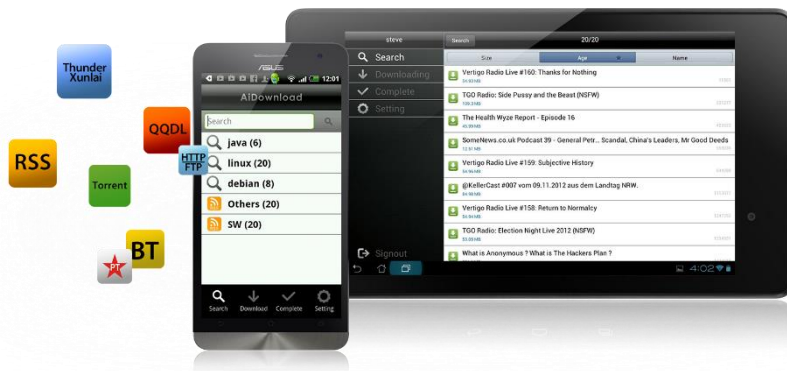 Thunder
Xunlai
QQDL
HTTP
FTP
RSS
Torrent
BT
PT
ASUS
12:01
AiDownload
Search
java (6)
linux (20)
debian (8)
Others (20)
SW (20)
Search Download Complete Setting
steve
Search
Downloading
Complete
Setting
Signout
Search 20/20
Size Age Name
Vertigo Radio Live #160: Thanks for Nothing
TGO Radio: Side Pussy and the Beast (NSFW)
The Health Wyze Report - Episode 16
SomeNews.co.uk Podcast 39 - General Petr... Scandal, China's Leaders, Mr Good Deeds
Vertigo Radio Live #159: Subjective History
@KellerCast #007 vom 09.11.2012 aus dem Landtag NRW.
Vertigo Radio Live #158: Return to Normalcy
TGO Radio: Election Night Live 2012 (NSFW)
What is Anonymous ? What is The Hackers Plan ?
4:02